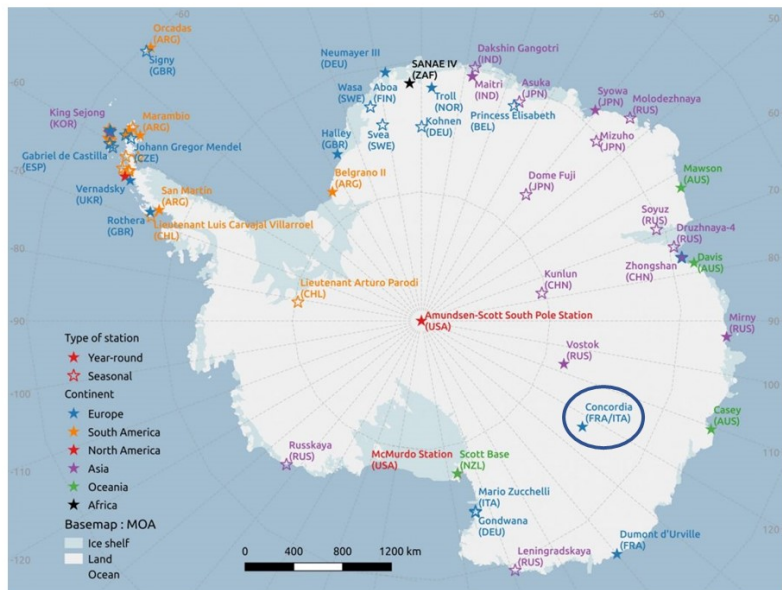 -60
-60
-50
-60
-70
-80
-90
-100
-110
-120
-60
70
80
-90
100
110
120
Orcadas
(ARG)
Signy
(GBR)
King Sejong
(KOR)
Marambio
(ARG)
Gabriel de Castilla
(ESP)
Johann Gregor Mendel
(CZE)
Vernadsky
(UKR)
San Martin
(ARG)
Rothera
(GBR)
Lieutenant Luis Carvajal Villarroel
(CHL)
Neumayer III
(DEU)
SANAE IV
(ZAF)
Wasa
(SWE)
Aboa
(FIN)
Troll
(NOR)
Svea
(SWE)
Kohnen
(DEU)
Halley
(GBR)
Belgrano II
(ARG)
Dakshin Gangotri
(IND)
Maitri
(IND)
Asuka
(JPN)
Princess Elisabeth
(BEL)
Syowa
(JPN)
Molodezhnaya
(RUS)
Mizuho
(JPN)
Dome Fuji
(JPN)
Mawson
(AUS)
Soyuz
(RUS)
Druzhnaya-4
(RUS)
Zhongshan
(CHN)
Davis
(AUS)
Kunlun
(CHN)
Lieutenant Arturo Parodi
(CHL)
Amundsen-Scott South Pole Station
(USA)
Mirny
(RUS)
Vostok
(RUS)
Concordia
(FRA/ITA)
Casey
(AUS)
Russkaya
(RUS)
McMurdo Station
(USA)
Scott Base
(NZL)
Mario Zucchelli
(ITA)
Gondwana
(DEU)
Leningradskaya
(RUS)
Dumont d'Urville
(FRA)
Type of station
Year-round
Seasonal
Continent
Europe
South America
North America
Asia
Oceania
Africa
Basemap : MOA
Ice shelf
Land
Ocean
0 400 800 1200 km